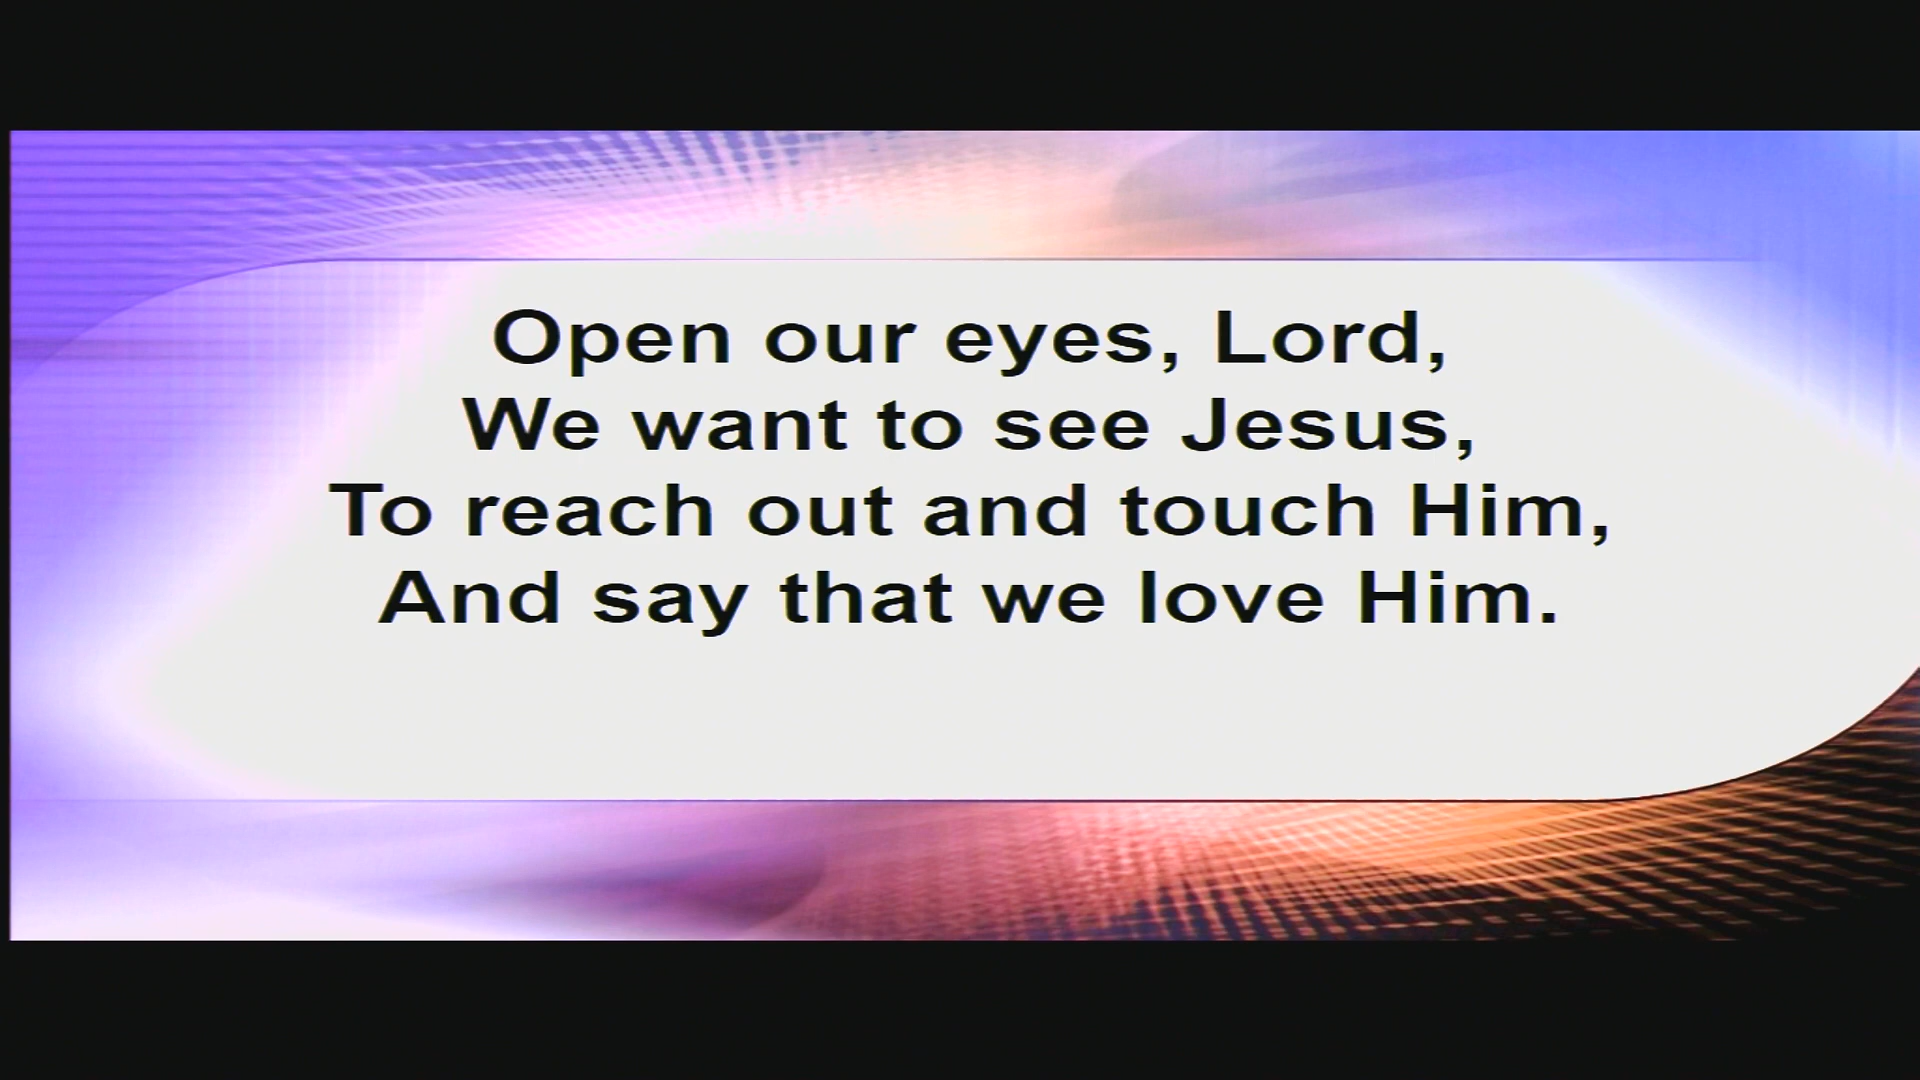 Open our eyes, Lord,
We want to see Jesus,
To reach out and touch Him,
And say that we love Him.